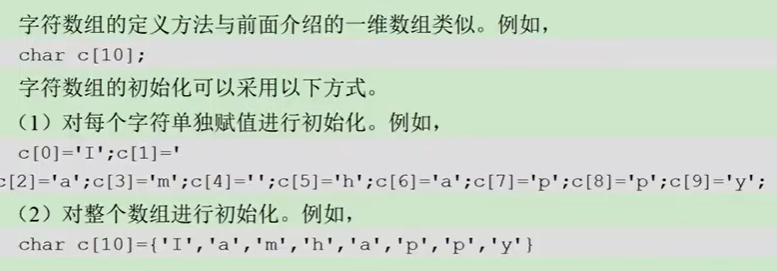 字符数组的定义方法与前面介绍的一维数组类似。例如，
char c[10];
字符数组的初始化可以采用以下方式。
（1）对每个字符单独赋值进行初始化。例如，
c[0]='I';c[1]='
c[2]='a';c[3]='m';c[4]='';c[5]='h';c[6]='a';c[7]='p';c[8]='p';c[9]='y';
（2）对整个数组进行初始化。例如，
char c[10]={'I','a','m','h','a','p','p','y'}